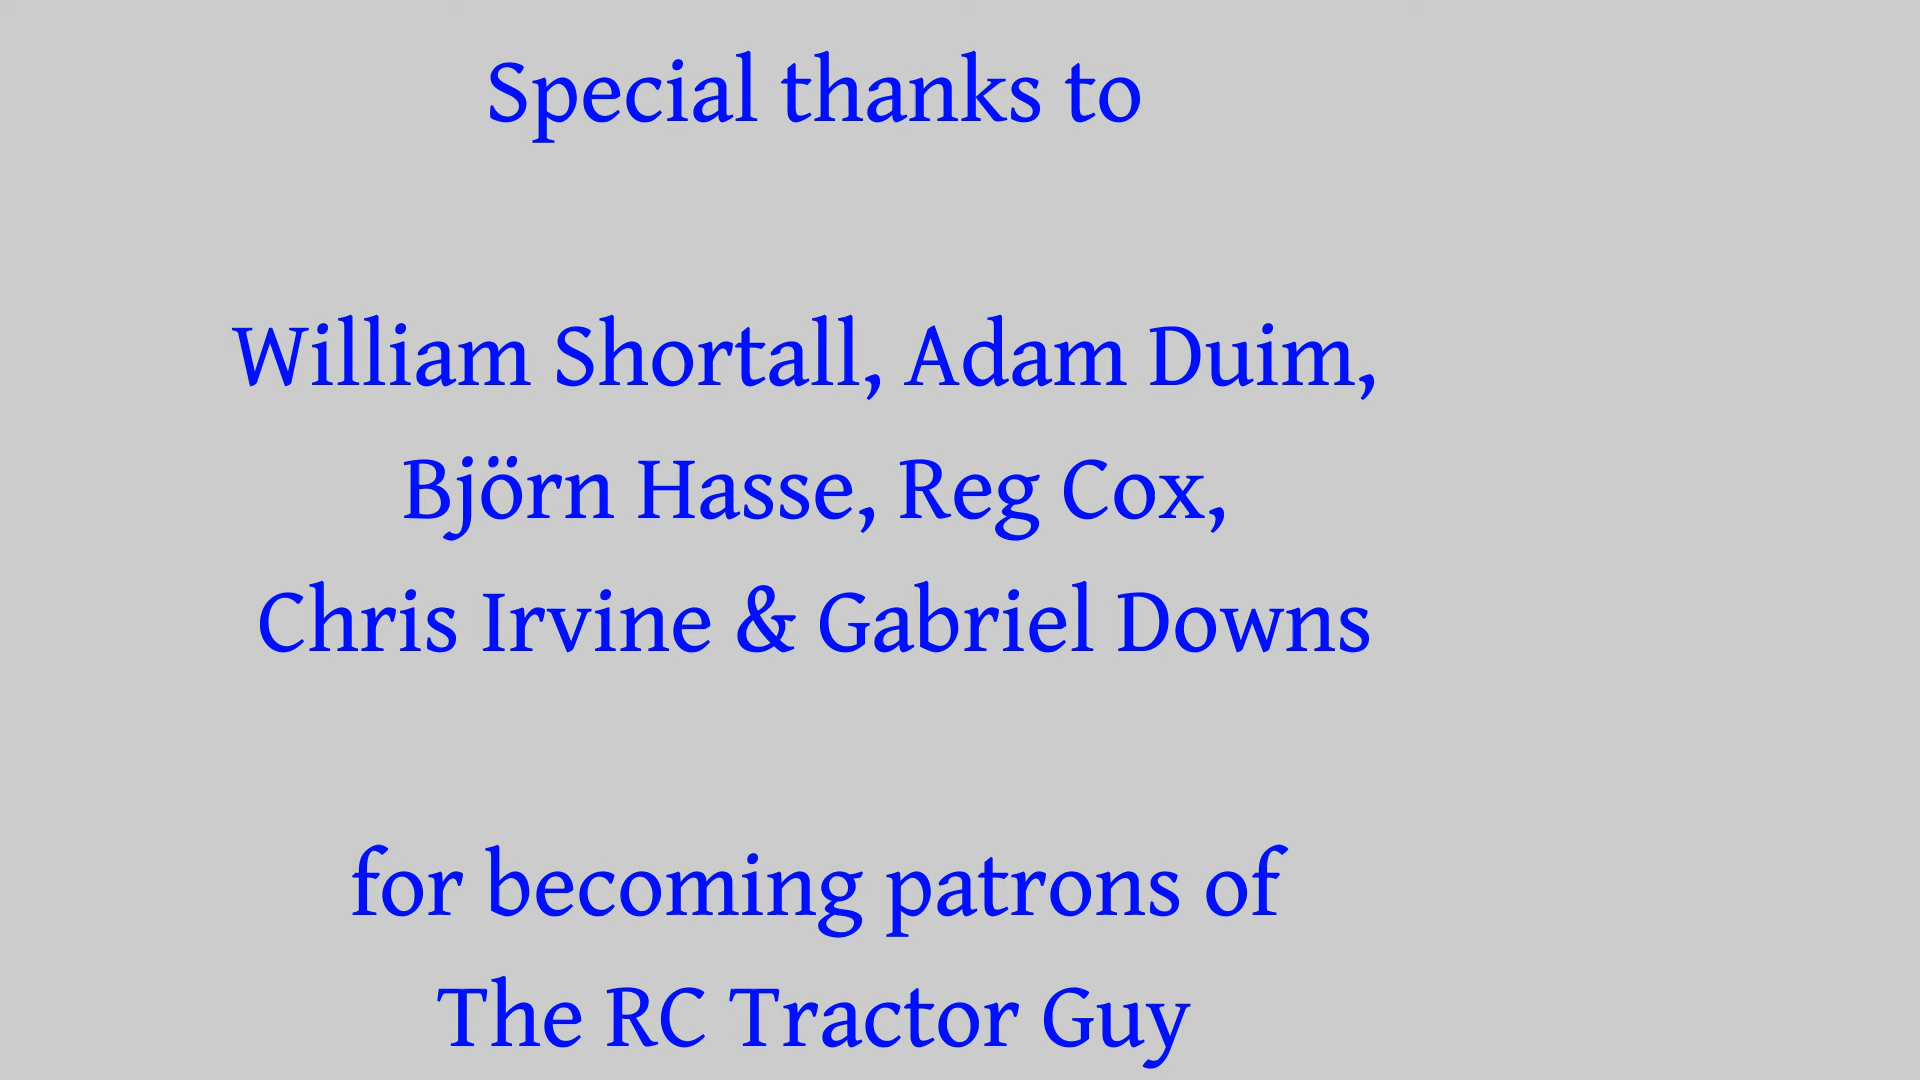 Special thanks to
William Shortall, Adam Duim,
Björn Hasse, Reg Cox,
Chris Irvine & Gabriel Downs
for becoming patrons of
The RC Tractor Guy